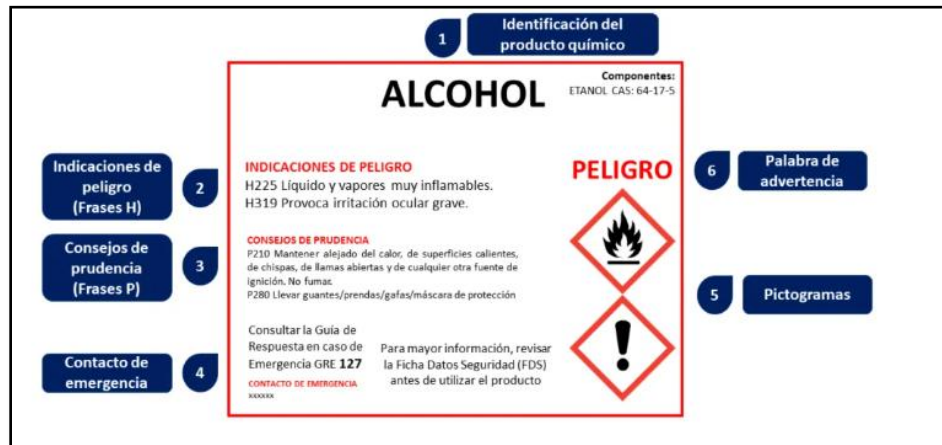 1
Identificación del
producto químico
ALCOHOL
Componentes:
ETANOL CAS: 64-17-5
Indicaciones de
peligro
(Frases H)
2
INDICACIONES DE PELIGRO
H225 Líquido y vapores muy inflamables.
H319 Provoca irritación ocular grave.
PELIGRO
6
Palabra de
advertencia
Consejos de
prudencia
(Frases P)
3
CONSEJOS DE PRUDENCIA
P210 Mantener alejado del calor, de superficies calientes,
de chispas, de llamas abiertas y de cualquier otra fuente de
ignición. No fumar.
P280 Llevar guantes/prendas/gafas/máscara de protección
5
Pictogramas
Contacto de
emergencia
4
Consultar la Guía de
Respuesta en caso de
Emergencia GRE 127
CONTACTO DE EMERGENCIA
xxxxxx
Para mayor información, revisar
la Ficha Datos Seguridad (FDS)
antes de utilizar el producto